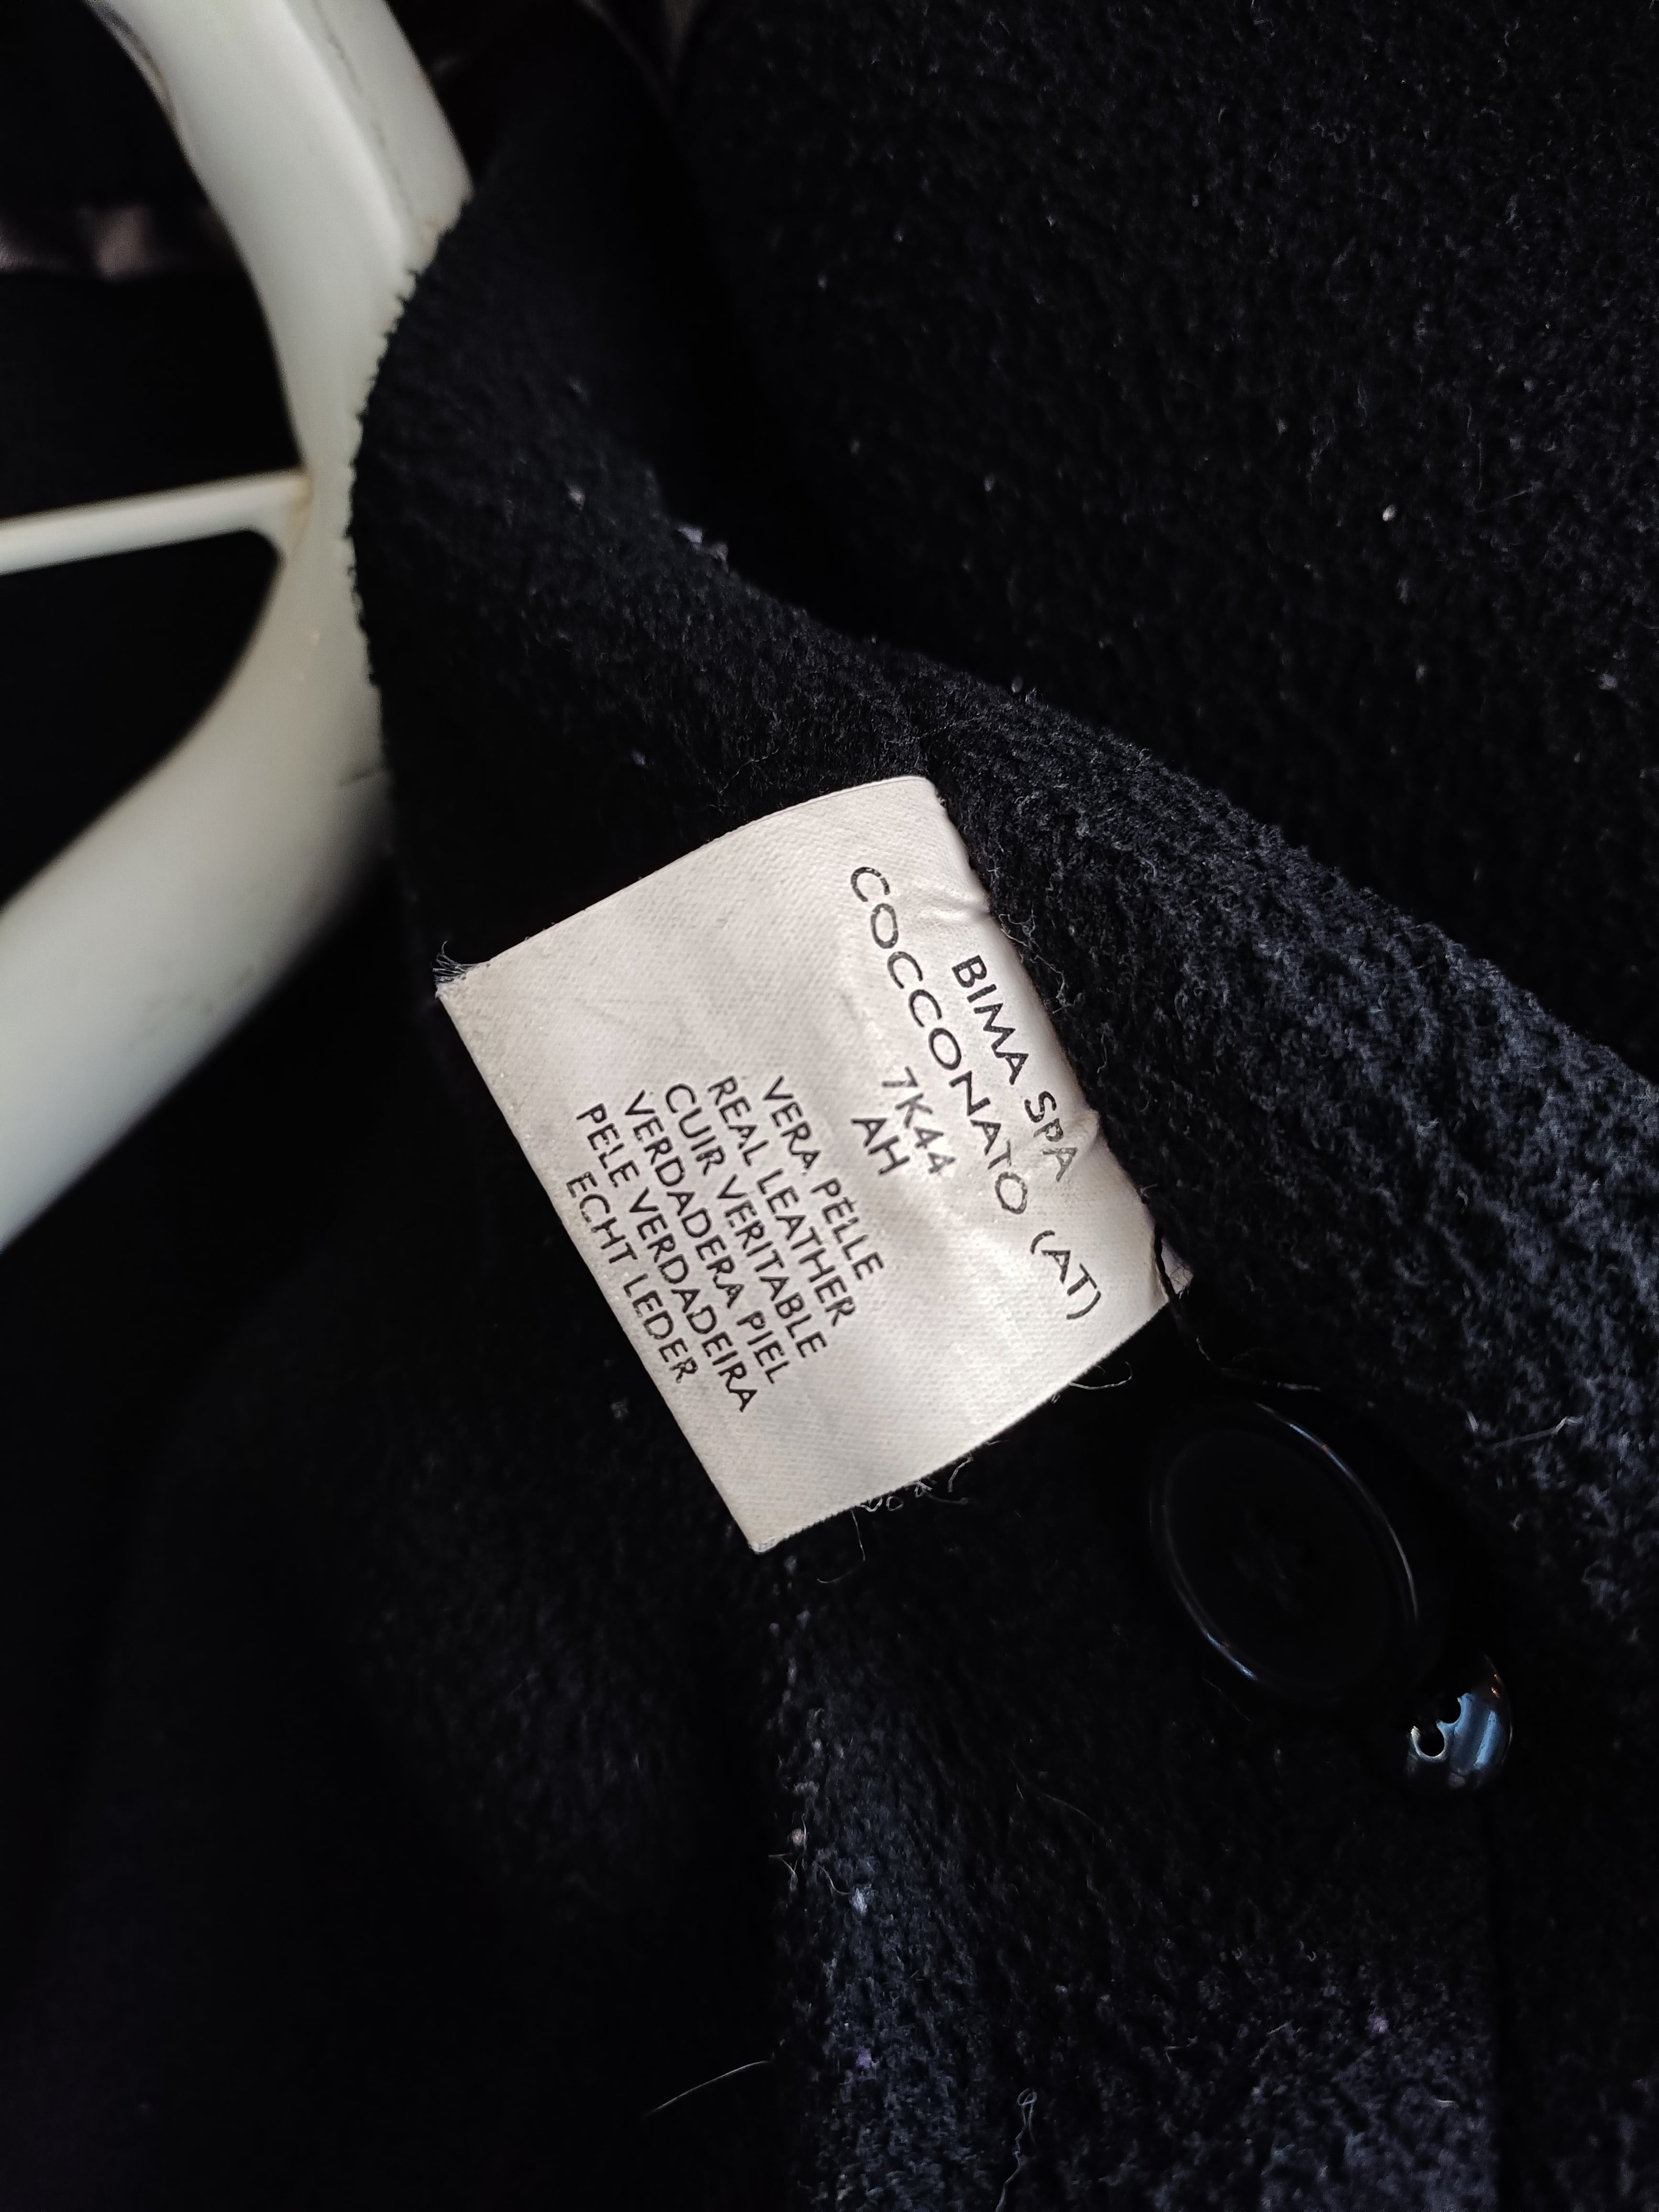 BIMA SPA
COCCONATO (AT)
7K44
AH
VERA PELLE
REAL LEATHER
CUIR VERITABLE
VERDADERA PIEL
PELE VERDADEIRA
ECHT LEDER